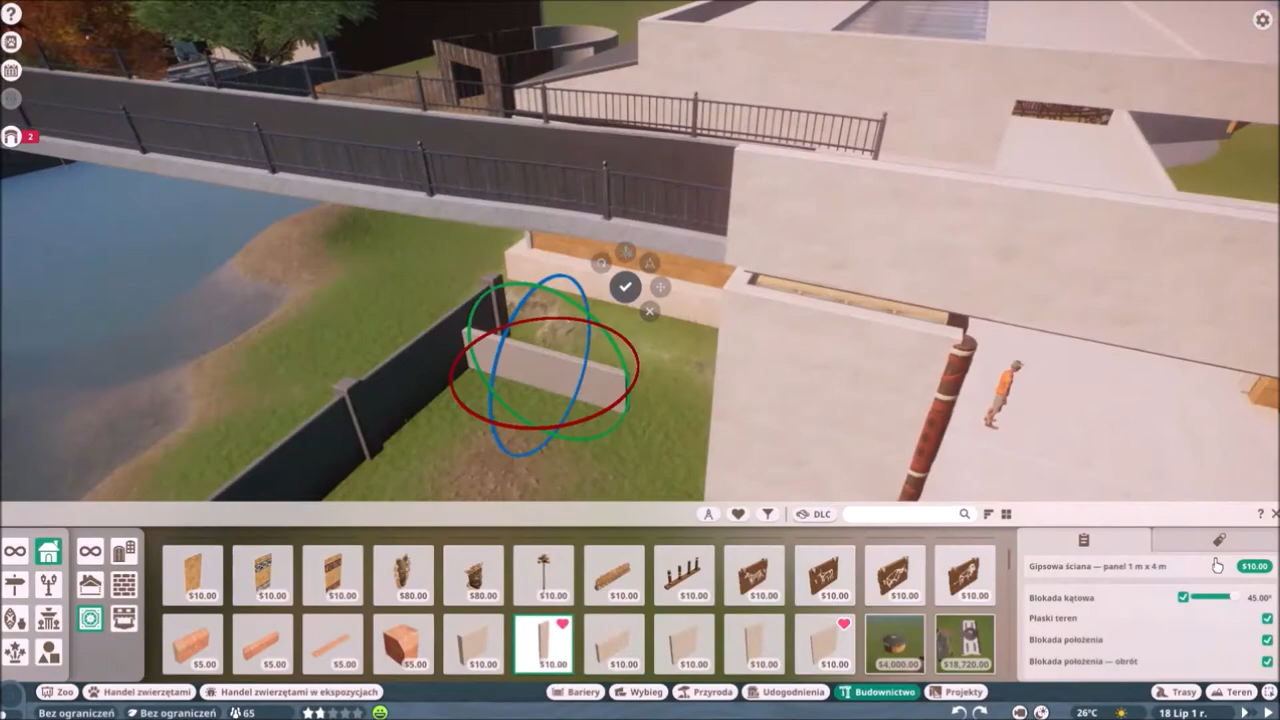 ?
2
DLC
? ×
$10.00 $10.00 $10.00 $80.00 $80.00 $10.00 $10.00 $10.00 $10.00 $10.00 $10.00 $10.00
$5.00 $5.00 $5.00 $5.00 $10.00 $10.00 $10.00 $10.00 $10.00 $10.00 $4,000.00 $18,720.00
Gipsowa ściana — panel 1 m x 4 m $10.00
Blokada kątowa 45.00°
Płaski teren
Blokada położenia
Blokada położenia — obrót
Zoo Handel zwierzętami Handel zwierzętami w ekspozycjach Bariery Wybieg Przyroda Udogodnienia Budownictwo Projekty Trasy Teren
Bez ograniczeń Bez ograniczeń 65 26°C 18 Lip 1 r.